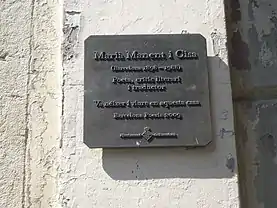 Marià Manent i Cisa
(Barcelona 1898 - 1988)
Poeta, crític literari
i traductor
Va néixer i viure en aquesta casa
Barcelona Poesia 2005